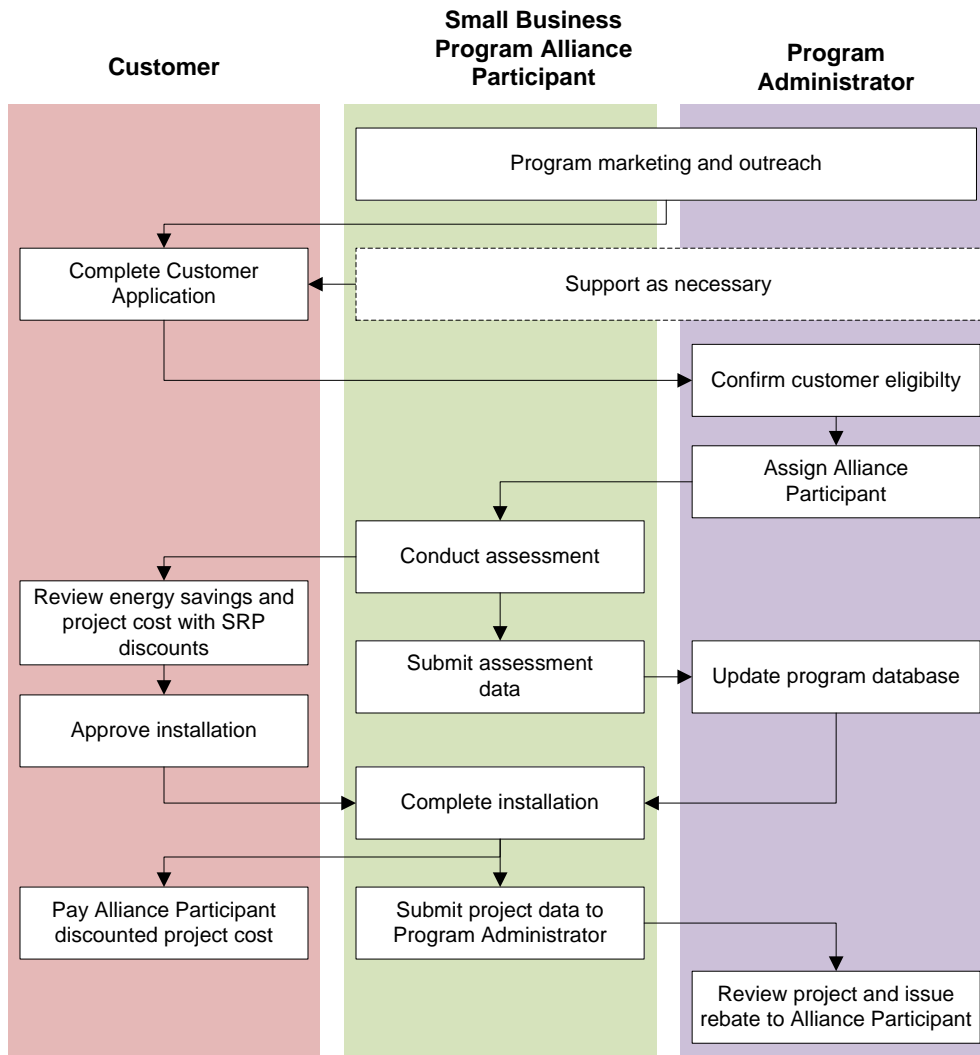 Customer
Small Business
Program Alliance
Participant
Program
Administrator
Program marketing and outreach
Complete Customer
Application
Support as necessary
Confirm customer eligibilty
Assign Alliance
Participant
Conduct assessment
Review energy savings and
project cost with SRP
discounts
Submit assessment
data
Update program database
Approve installation
Complete installation
Pay Alliance Participant
discounted project cost
Submit project data to
Program Administrator
Review project and issue
rebate to Alliance Participant